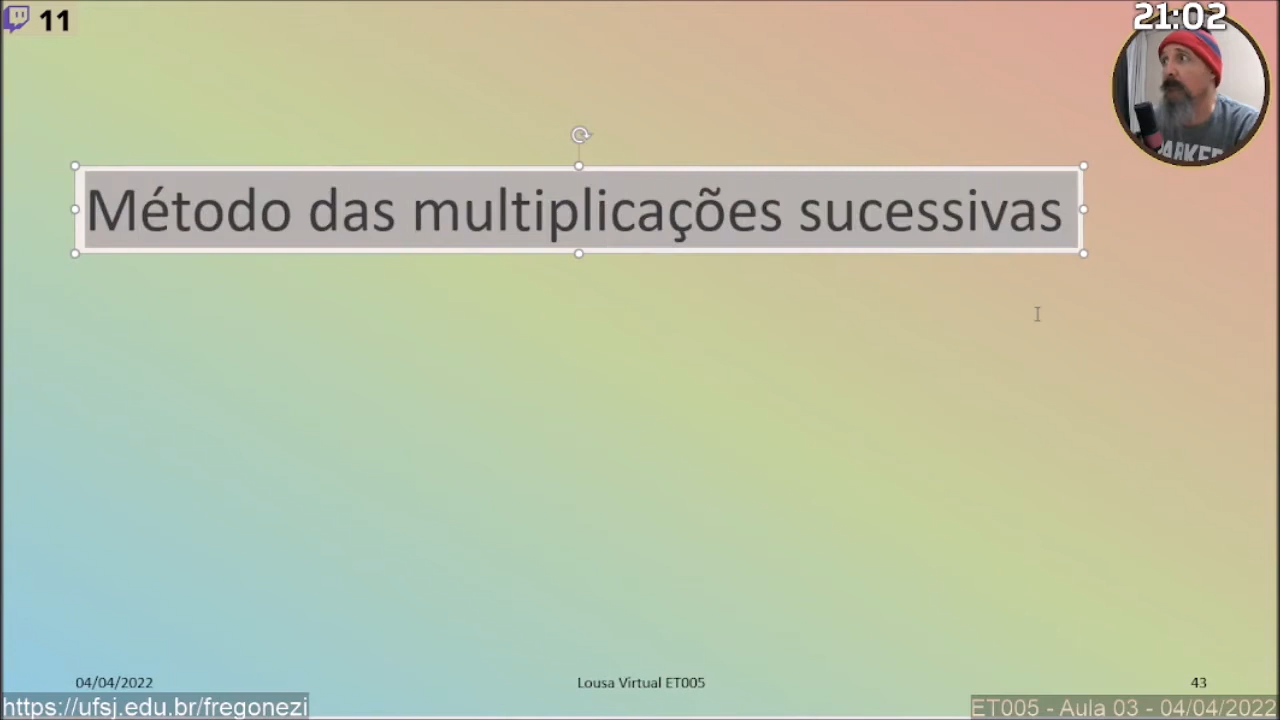 11
21:02
PARKER
Método das multiplicações sucessivas
04/04/2022
Lousa Virtual ET005
43
https://ufsj.edu.br/fregonezi
ET005 - Aula 03 - 04/04/2022